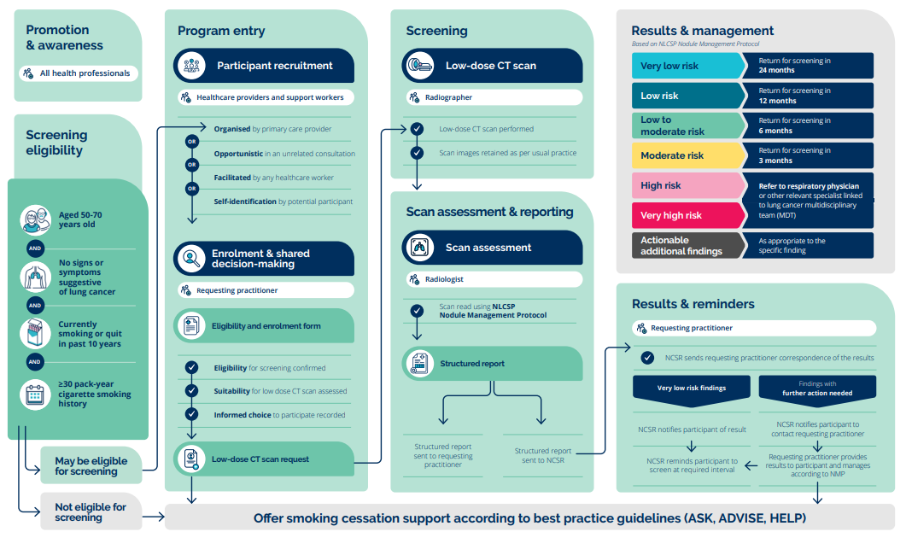 Promotion
& awareness
All health professionals
Screening
eligibility
Aged 50-70
years old
AND
No signs or
symptoms
suggestive
of lung cancer
AND
Currently
smoking or quit
in past 10 years
AND
≥30 pack-year
cigarette smoking
history
May be eligible
for screening
Not eligible for
screening
Program entry
Participant recruitment
Healthcare providers and support workers
Organised by primary care provider
OR
Opportunistic in an unrelated consultation
OR
Facilitated by any healthcare worker
OR
Self-identification by potential participant
Enrolment & shared
decision-making
Requesting practitioner
Eligibility and enrolment form
Eligibility for screening confirmed
Suitability for low dose CT scan assessed
Informed choice to participate recorded
Low-dose CT scan request
Screening
Low-dose CT scan
Radiographer
Low-dose CT scan performed
Scan images retained as per usual practice
Scan assessment & reporting
Scan assessment
Radiologist
Scan read using NLCSP
Nodule Management Protocol
Structured report
Structured report
sent to requesting
practitioner
Structured report
sent to NCSR
Results & management
Based on NLCSP Nodule Management Protocol
Very low risk
Return for screening in
24 months
Low risk
Return for screening in
12 months
Low to
moderate risk
Return for screening in
6 months
Moderate risk
Return for screening in
3 months
High risk
Very high risk
Refer to respiratory physician
or other relevant specialist linked
to lung cancer multidisciplinary
team (MDT)
Actionable
additional findings
As appropriate to the
specific finding
Results & reminders
Requesting practitioner
NCSR sends requesting practitioner correspondence of the results
Very low risk findings
Findings with
further action needed
NCSR notifies participant of result
NCSR notifies participant to
contact requesting practitioner
NCSR reminds participant to
screen at required interval
Requesting practitioner provides
results to participant and manages
according to NMP
Offer smoking cessation support according to best practice guidelines (ASK, ADVISE, HELP)